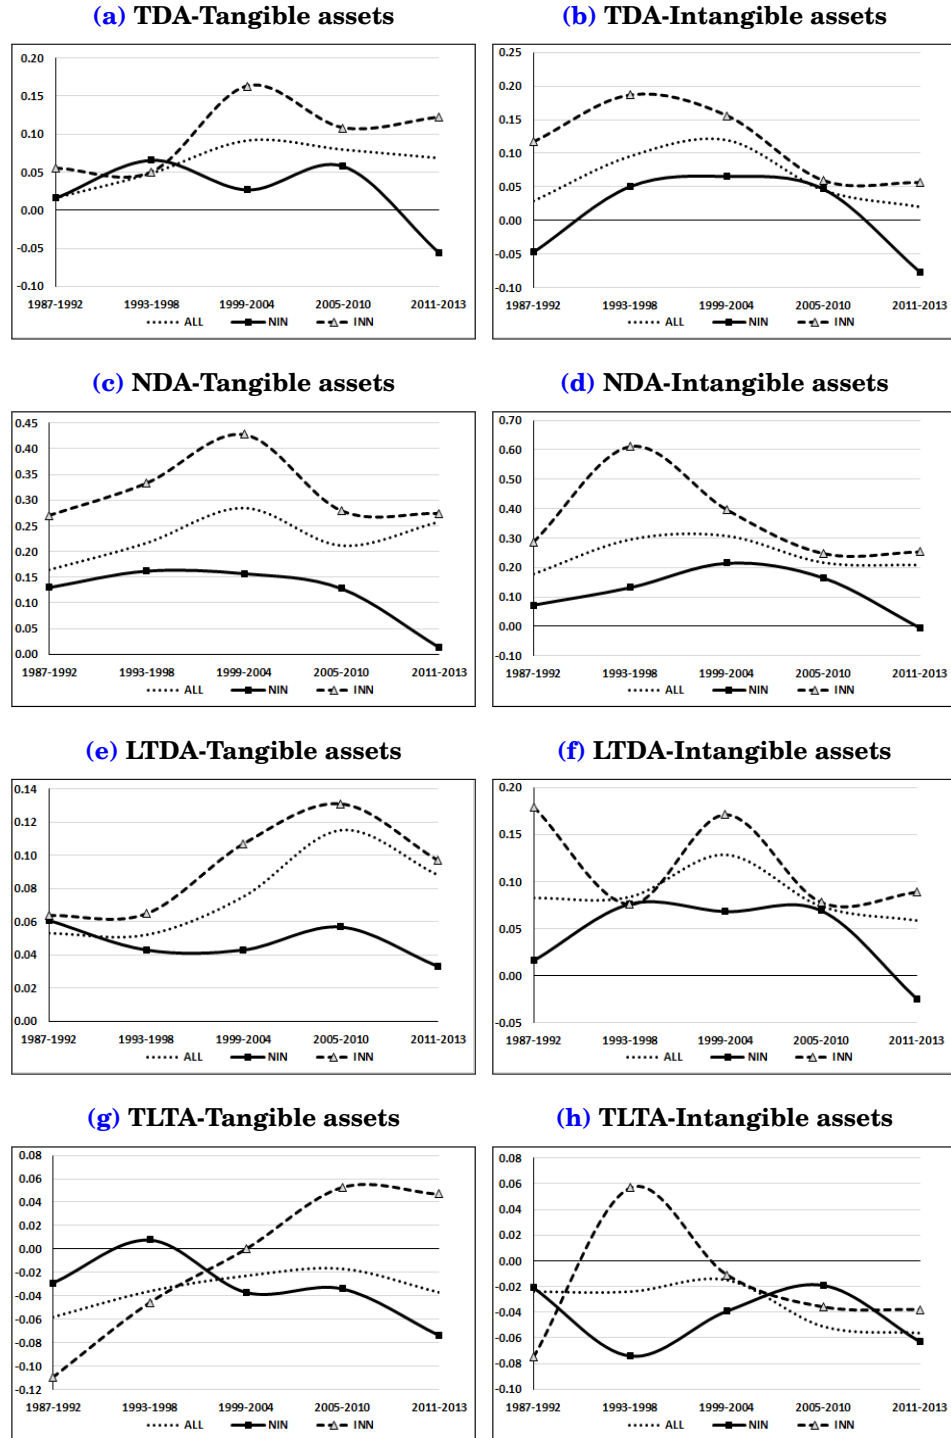 (a) TDA-Tangible assets
0.20
0.15
0.10
0.05
0.00
-0.05
-0.10
1987-1992 1993-1998 1999-2004 2005-2010 2011-2013
ALL NIN INN
(b) TDA-Intangible assets
0.25
0.20
0.15
0.10
0.05
0.00
-0.05
-0.10
1987-1992 1993-1998 1999-2004 2005-2010 2011-2013
ALL NIN INN
(c) NDA-Tangible assets
0.45
0.40
0.35
0.30
0.25
0.20
0.15
0.10
0.05
0.00
1987-1992 1993-1998 1999-2004 2005-2010 2011-2013
ALL NIN INN
(d) NDA-Intangible assets
0.70
0.60
0.50
0.40
0.30
0.20
0.10
0.00
-0.10
1987-1992 1993-1998 1999-2004 2005-2010 2011-2013
ALL NIN INN
(e) LTDA-Tangible assets
0.14
0.12
0.10
0.08
0.06
0.04
0.02
0.00
1987-1992 1993-1998 1999-2004 2005-2010 2011-2013
ALL NIN INN
(f) LTDA-Intangible assets
0.20
0.15
0.10
0.05
0.00
-0.05
1987-1992 1993-1998 1999-2004 2005-2010 2011-2013
ALL NIN INN
(g) TLTA-Tangible assets
0.08
0.06
0.04
0.02
0.00
-0.02
-0.04
-0.06
-0.08
-0.10
-0.12
1987-1992 1993-1998 1999-2004 2005-2010 2011-2013
ALL NIN INN
(h) TLTA-Intangible assets
0.08
0.06
0.04
0.02
0.00
-0.02
-0.04
-0.06
-0.08
-0.10
1987-1992 1993-1998 1999-2004 2005-2010 2011-2013
ALL NIN INN